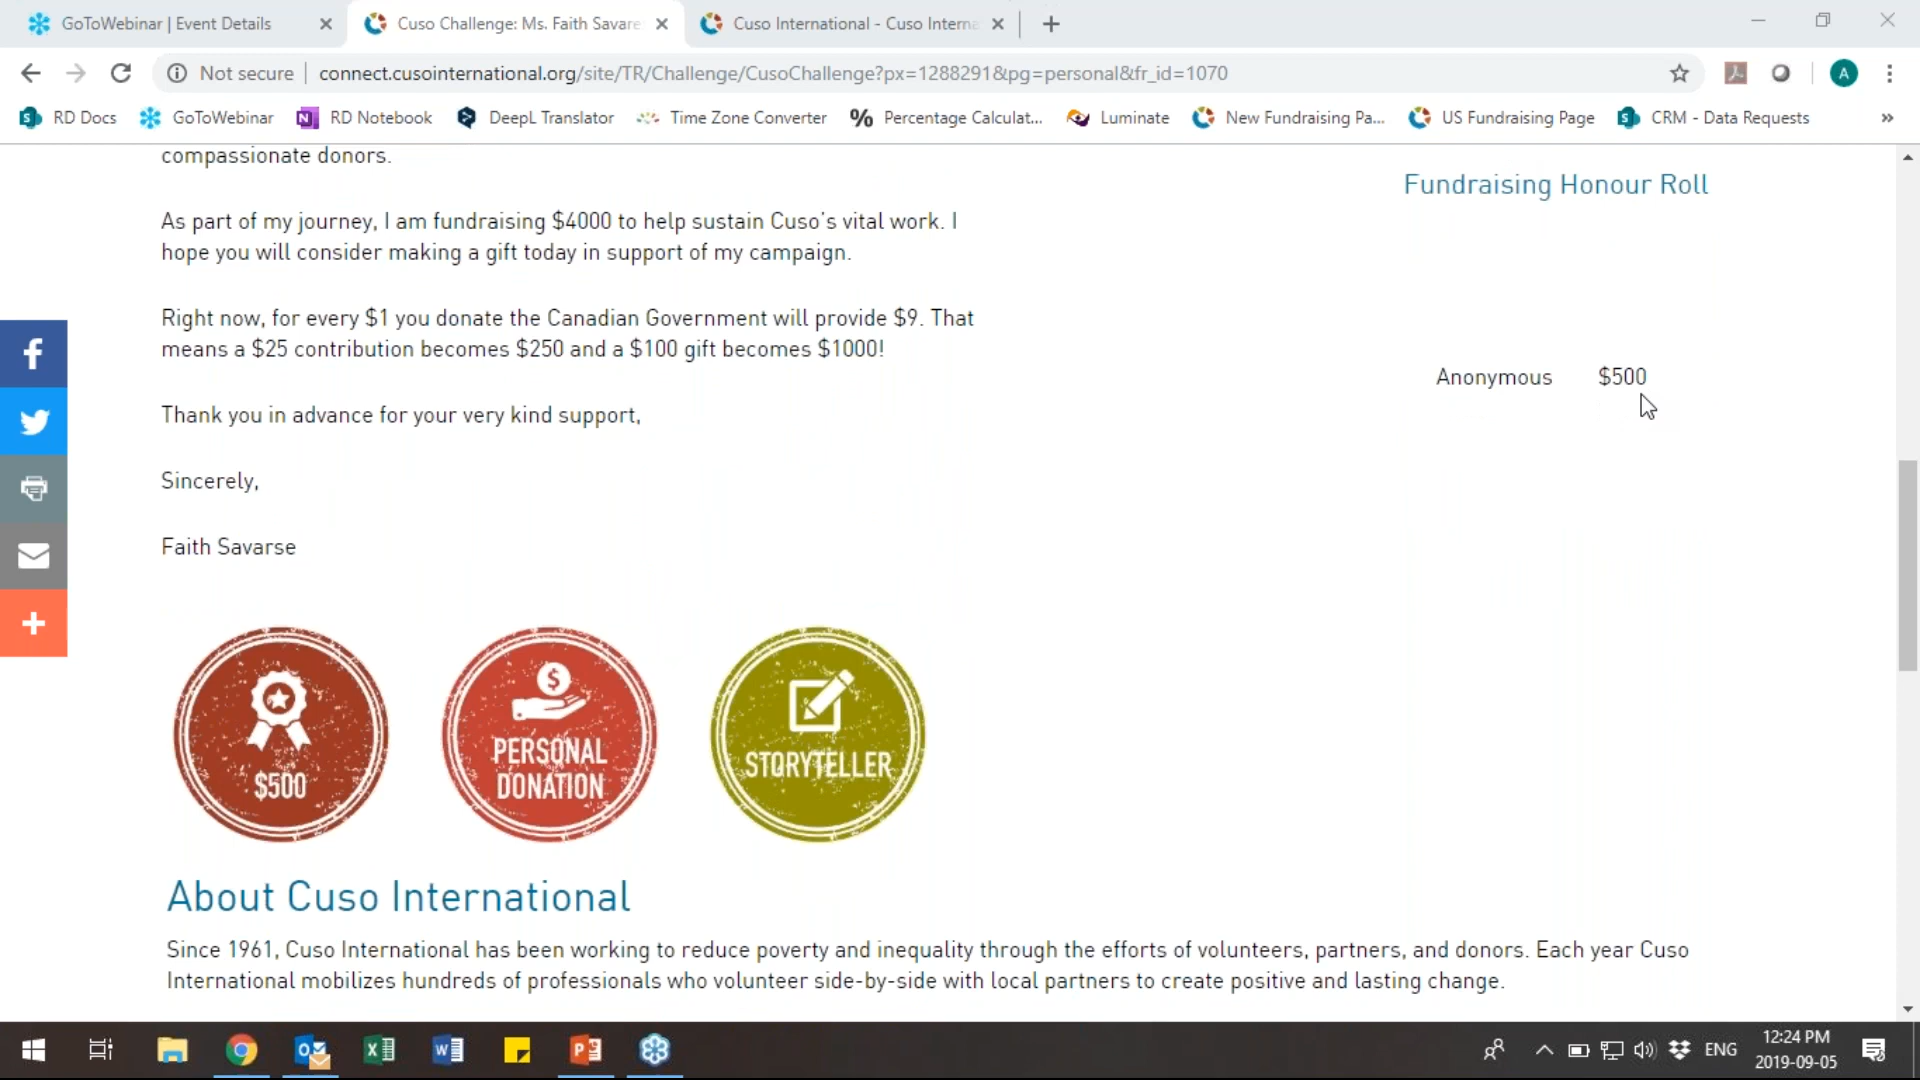 GoToWebinar | Event Details
Cuso Challenge: Ms. Faith Savare
Cuso International - Cuso Interna
Not secure
connect.cusointernational.org/site/TR/Challenge/CusoChallenge?px=1288291&pg=personal&fr_id=1070
A
RD Docs
GoToWebinar
RD Notebook
DeepL Translator
Time Zone Converter
% Percentage Calculat...
Luminate
New Fundraising Pa...
US Fundraising Page
CRM - Data Requests
»
compassionate donors.
As part of my journey, I am fundraising $4000 to help sustain Cuso's vital work. I
hope you will consider making a gift today in support of my campaign.
Right now, for every $1 you donate the Canadian Government will provide $9. That
means a $25 contribution becomes $250 and a $100 gift becomes $1000!
Thank you in advance for your very kind support,
Sincerely,
Faith Savarse
Fundraising Honour Roll
Anonymous $500
$500
PERSONAL
DONATION
STORYTELLER
About Cuso International
Since 1961, Cuso International has been working to reduce poverty and inequality through the efforts of volunteers, partners, and donors. Each year Cuso
International mobilizes hundreds of professionals who volunteer side-by-side with local partners to create positive and lasting change.
ENG
12:24 PM
2019-09-05